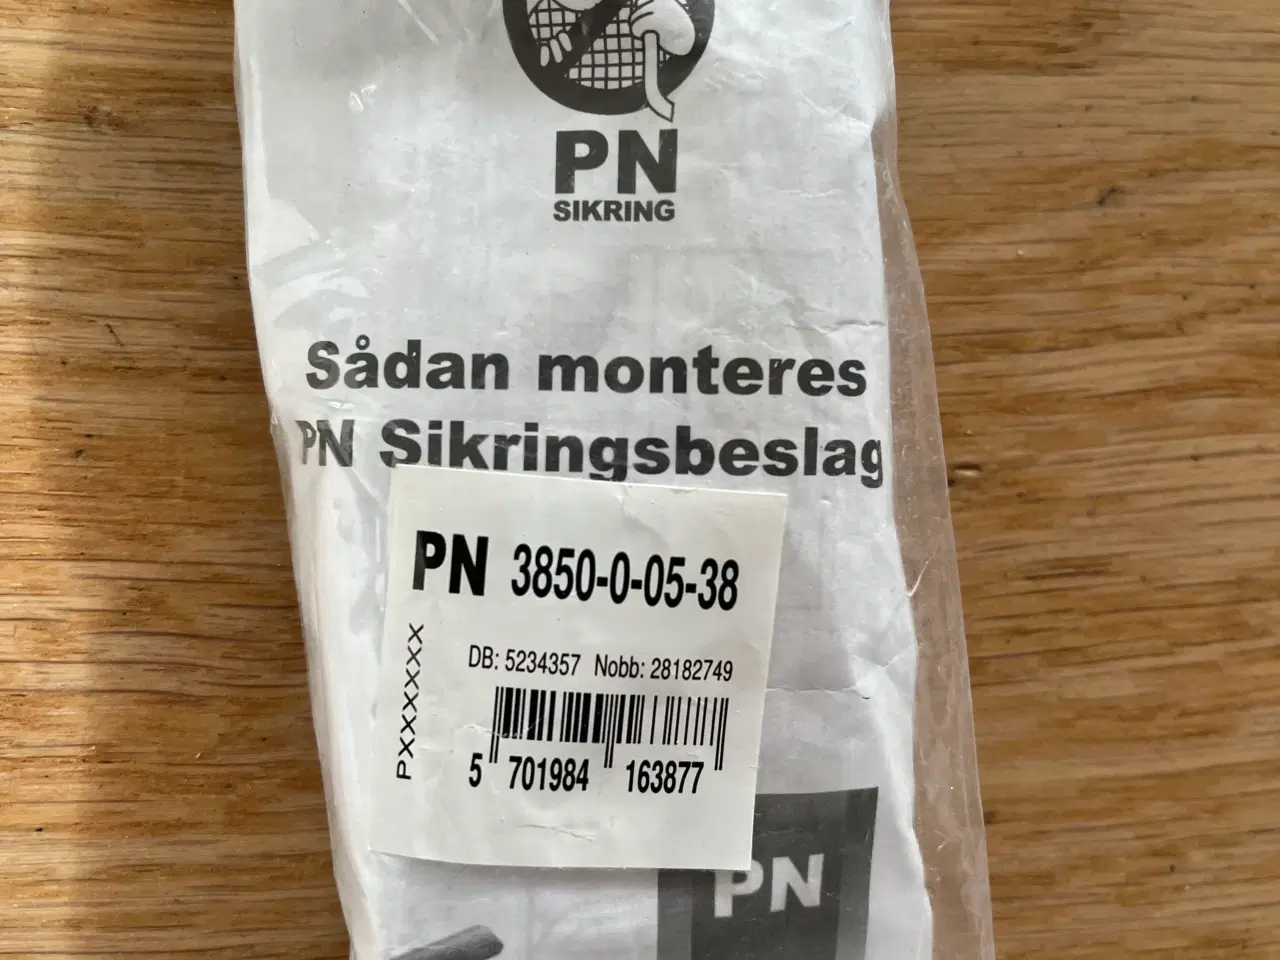 PN
SIKRING
Sådan monteres
PN Sikringsbeslag
PN 3850-0-05-38
PXXXXXX
DB: 5234357 Nobb: 28182749
5 701984 163877
PN